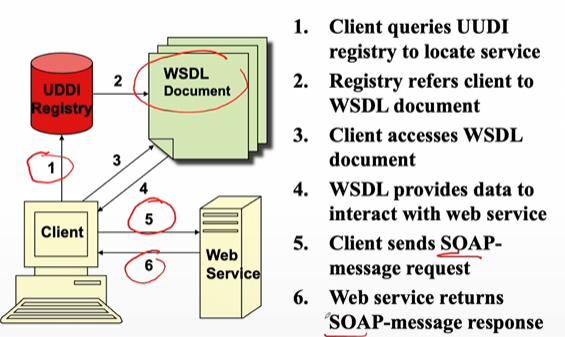 UDDI
Registry
2
WSDL
Document
1
3
4
Client
5
6
Web
Service
1. Client queries UUDI
registry to locate service
2. Registry refers client to
WSDL document
3. Client accesses WSDL
document
4. WSDL provides data to
interact with web service
5. Client sends SOAP-
message request
6. Web service returns
SOAP-message response